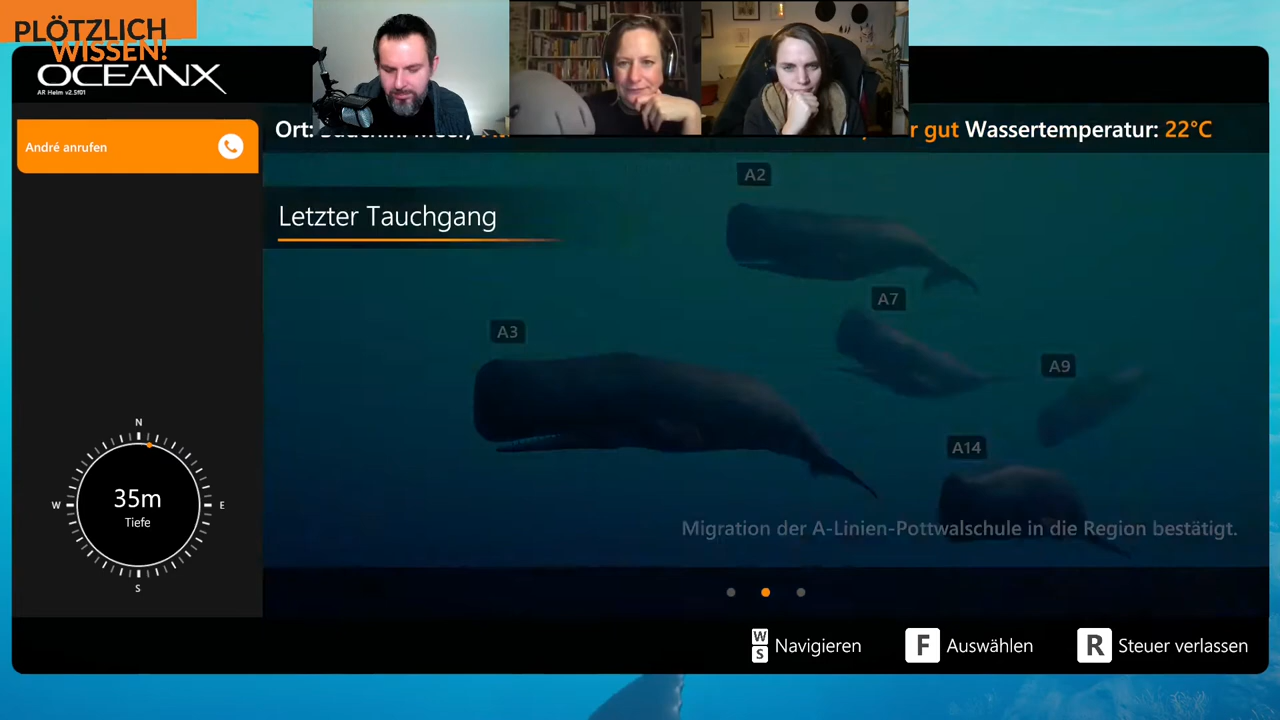 PLÖTZLICH
WISSEN!
OCEANX
AR Helm v2.5f01
André anrufen
Ort:
r gut Wassertemperatur: 22°C
Letzter Tauchgang
A2
A7
A3
A9
A14
N
W
E
S
35m
Tiefe
Migration der A-Linien-Pottwalschule in die Region bestätigt.
W
S
Navigieren
F Auswählen
R Steuer verlassen